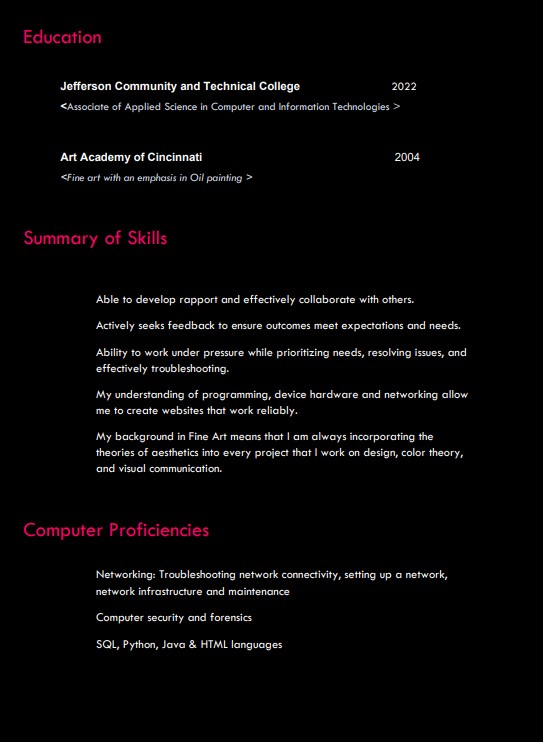 Education
Jefferson Community and Technical College 2022
<Associate of Applied Science in Computer and Information Technologies >
Art Academy of Cincinnati 2004
<Fine art with an emphasis in Oil painting >
Summary of Skills
Able to develop rapport and effectively collaborate with others.
Actively seeks feedback to ensure outcomes meet expectations and needs.
Ability to work under pressure while prioritizing needs, resolving issues, and
effectively troubleshooting.
My understanding of programming, device hardware and networking allow
me to create websites that work reliably.
My background in Fine Art means that I am always incorporating the
theories of aesthetics into every project that I work on design, color theory,
and visual communication.
Computer Proficiencies
Networking: Troubleshooting network connectivity, setting up a network,
network infrastructure and maintenance
Computer security and forensics
SQL, Python, Java & HTML languages